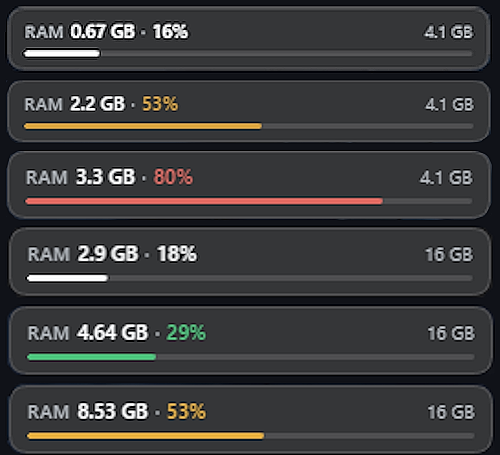 RAM 0.67 GB · 16% 4.1 GB
RAM 2.2 GB · 53% 4.1 GB
RAM 3.3 GB · 80% 4.1 GB
RAM 2.9 GB · 18% 16 GB
RAM 4.64 GB · 29% 16 GB
RAM 8.53 GB · 53% 16 GB